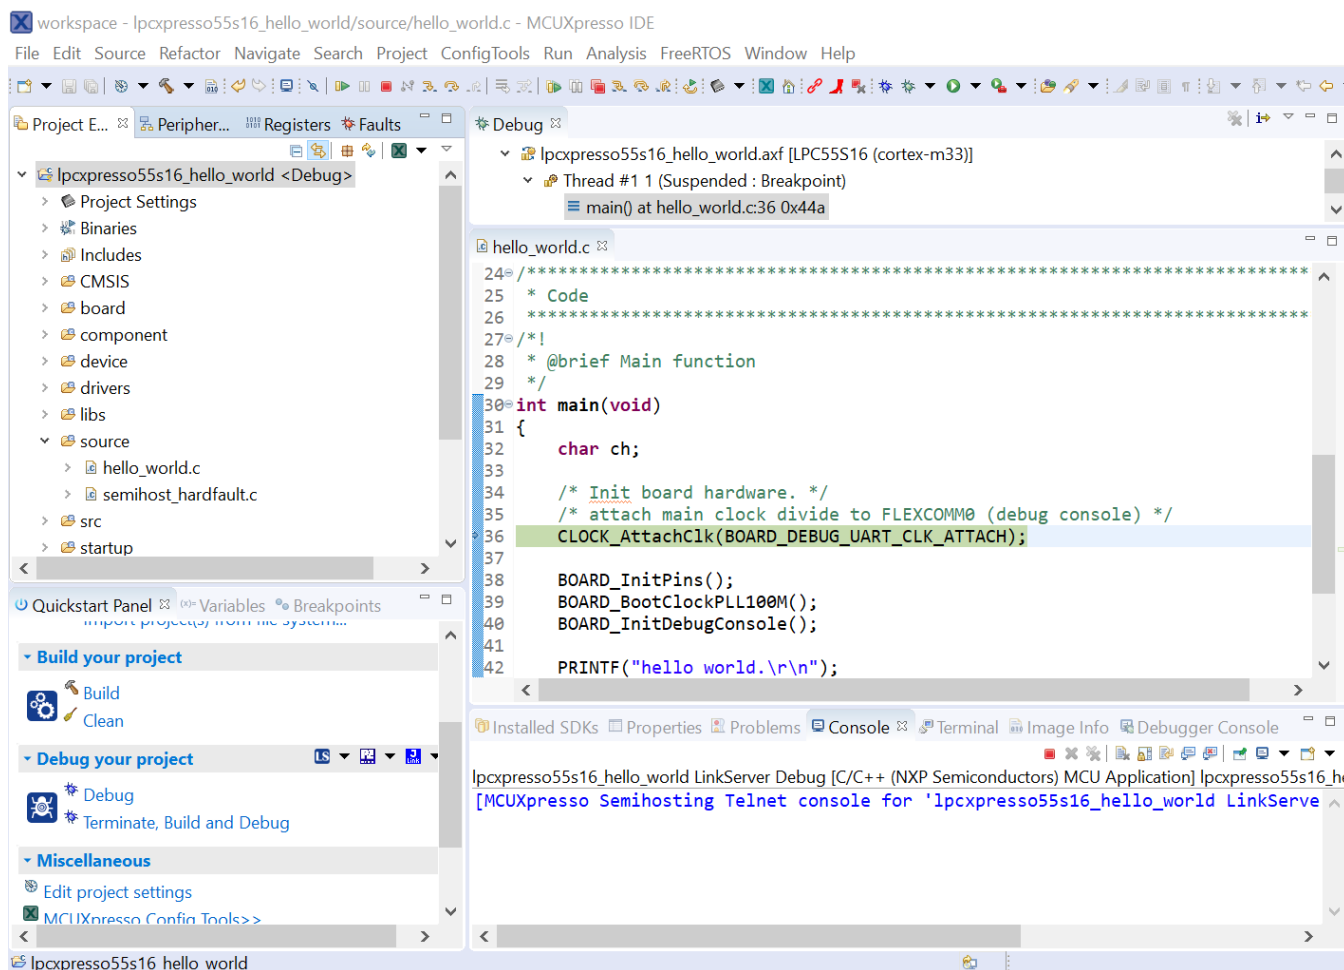 workspace - lpcxpresso55s16_hello_world/source/hello_world.c - MCUXpresso IDE
File Edit Source Refactor Navigate Search Project ConfigTools Run Analysis FreeRTOS Window Help
Project E... Peripher... Registers Faults
lpcxpresso55s16_hello_world <Debug>
Project Settings
Binaries
Includes
CMSIS
board
component
device
drivers
libs
source
hello_world.c
semihost_hardfault.c
src
startup
Quickstart Panel (x)= Variables Breakpoints
Import project(s) from file system...
Build your project
Build
Clean
Debug your project
LS
Link
Debug
Terminate, Build and Debug
Miscellaneous
Edit project settings
MCUXpresso Config Tools>>
lpcxpresso55s16_hello_world
Debug
lpcxpresso55s16_hello_world.axf [LPC55S16 (cortex-m33)]
Thread #1 1 (Suspended : Breakpoint)
main() at hello_world.c:36 0x44a
hello_world.c
24 /***************************************************************************
25 * Code
26 ***************************************************************************
27 /*!
28 * @brief Main function
29 */
30 int main(void)
31 {
32 char ch;
33
34 /* Init board hardware. */
35 /* attach main clock divide to FLEXCOMM0 (debug console) */
36 CLOCK_AttachClk(BOARD_DEBUG_UART_CLK_ATTACH);
37
38 BOARD_InitPins();
39 BOARD_BootClockPLL100M();
40 BOARD_InitDebugConsole();
41
42 PRINTF("hello world.\r\n");
Installed SDKs Properties Problems Console Terminal Image Info Debugger Console
lpcxpresso55s16_hello_world LinkServer Debug [C/C++ (NXP Semiconductors) MCU Application] lpcxpresso55s16_h
[MCUXpresso Semihosting Telnet console for 'lpcxpresso55s16_hello_world LinkServe